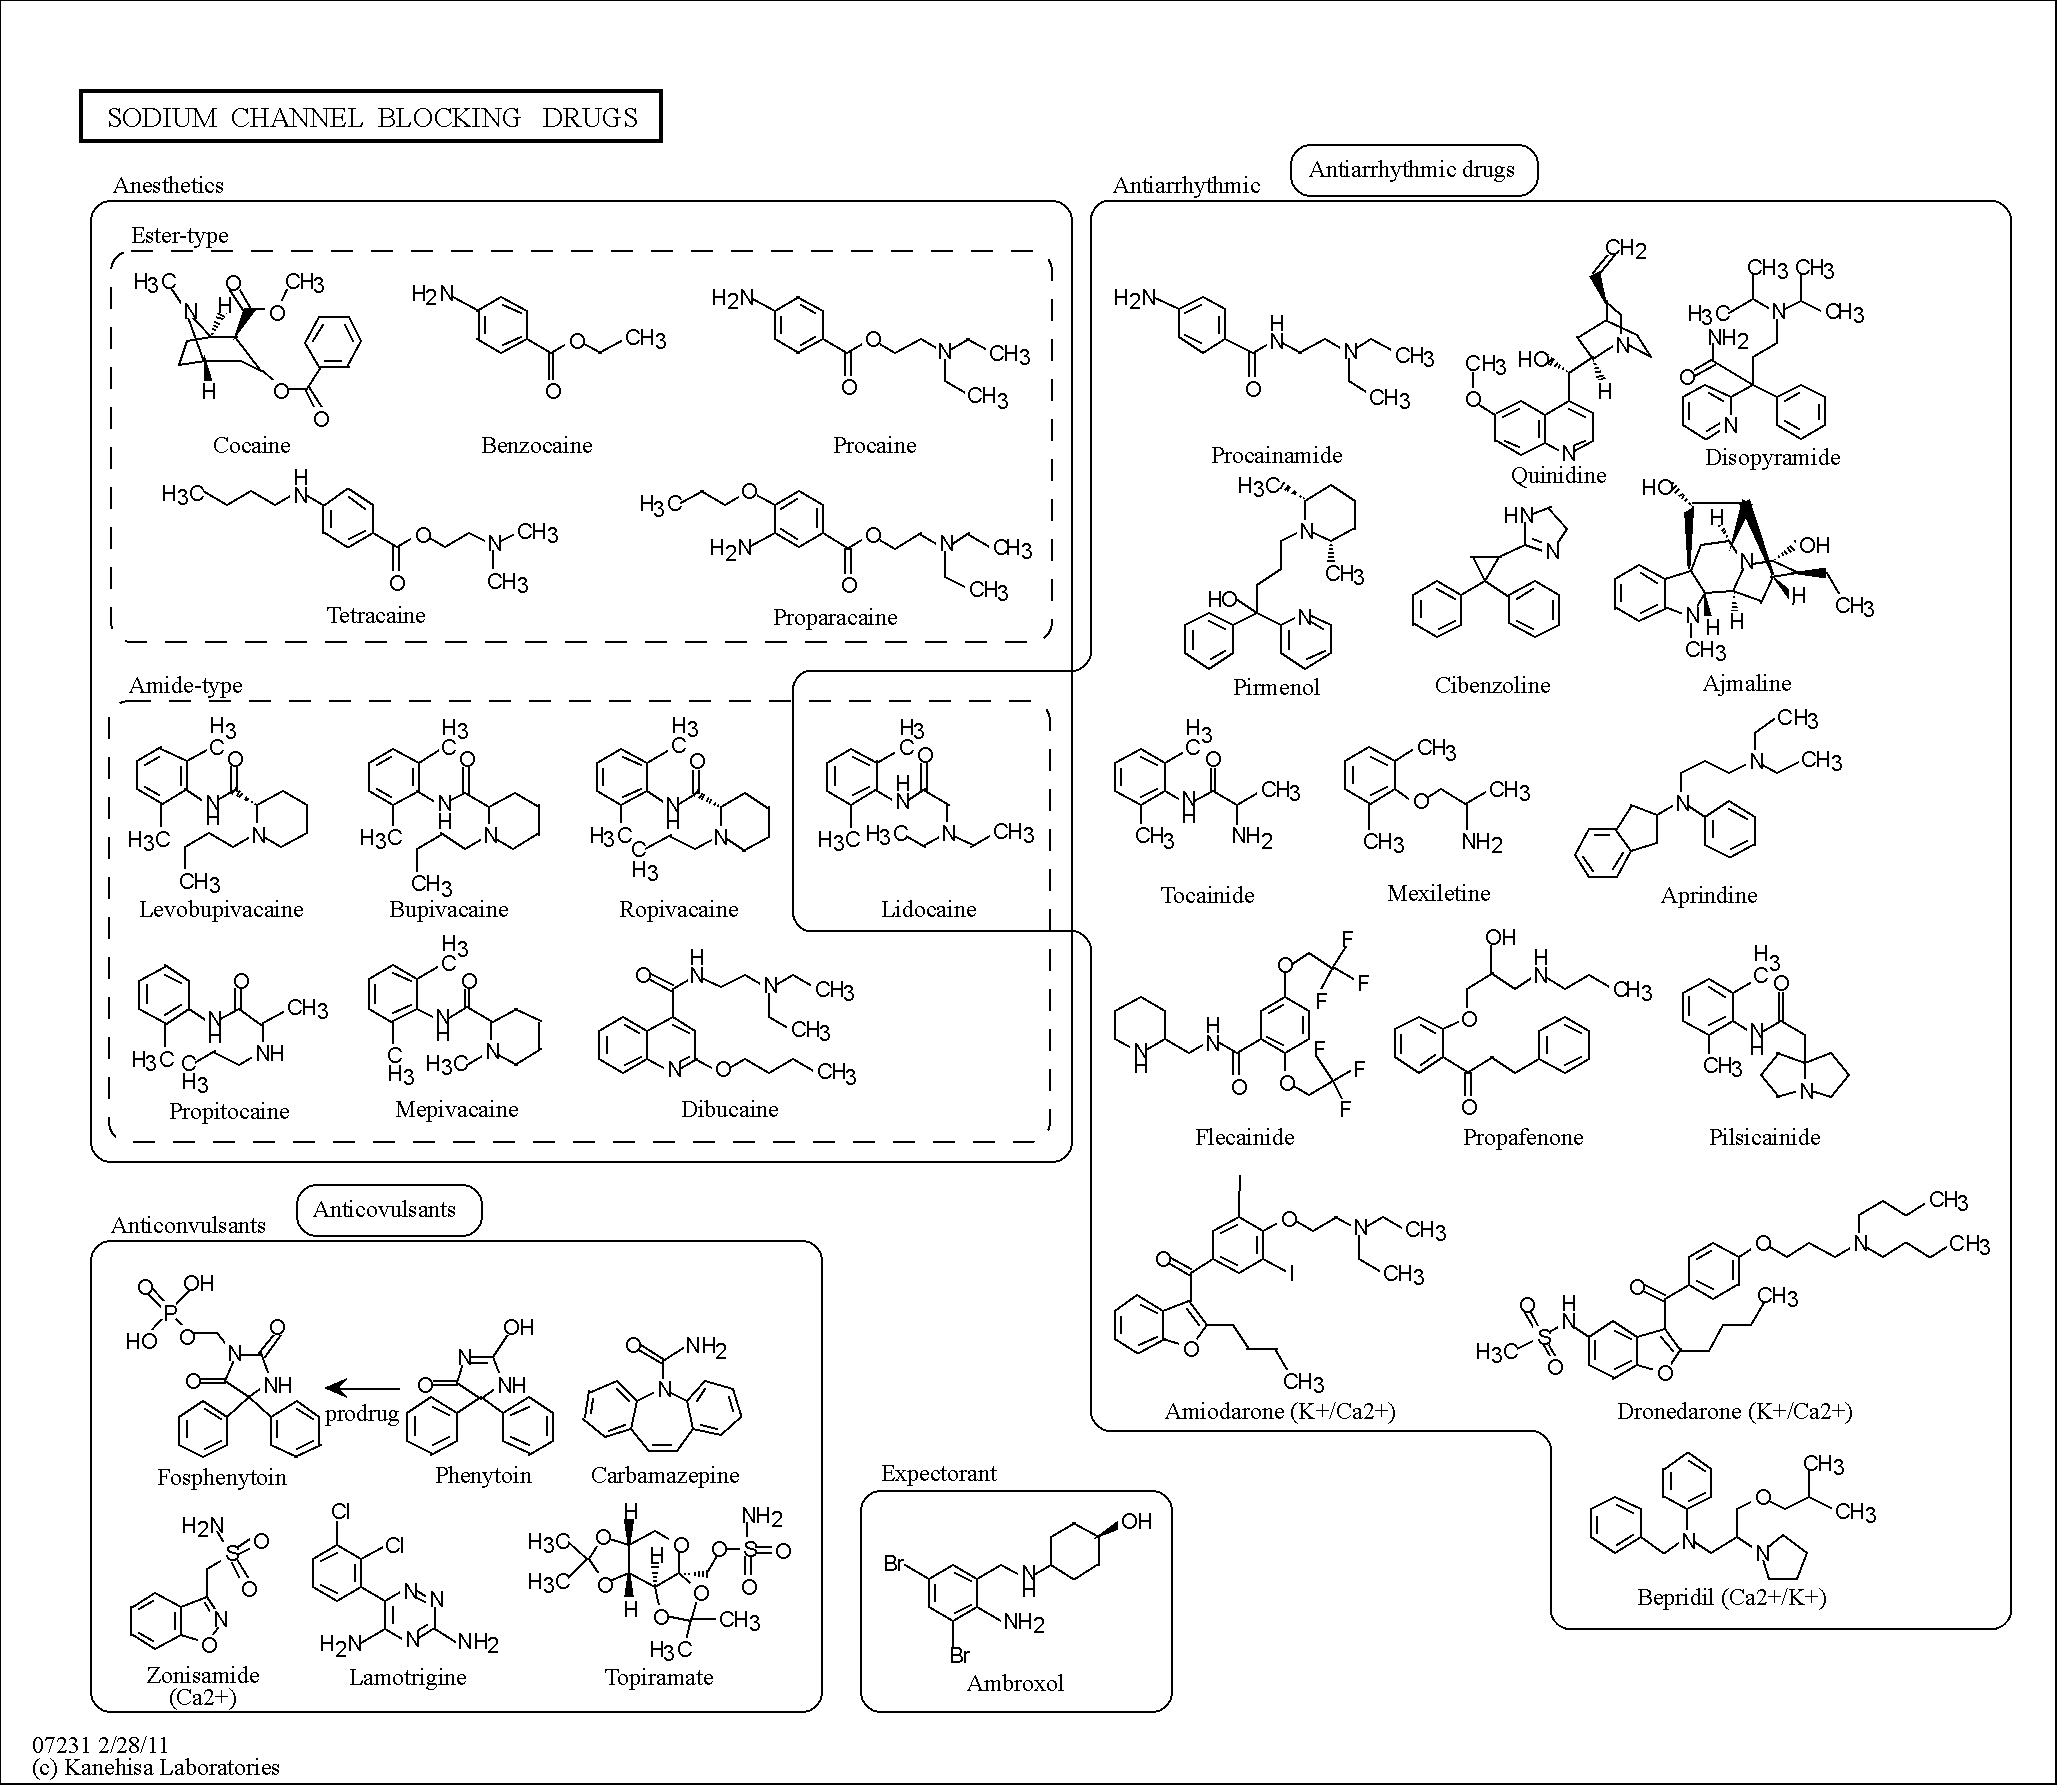 SODIUM CHANNEL BLOCKING DRUGS
Anesthetics
Ester-type
H3C
N
H
O
O
CH3
H
O
O
Cocaine
H2N
O
O
CH3
Benzocaine
H2N
O
O
N
CH3
CH3
Procaine
H3C
H
N
O
O
N
CH3
CH3
Tetracaine
H3C
O
H2N
O
O
N
CH3
CH3
Proparacaine
Amide-type
H3
C
O
N
H
H3C
N
CH3
Levobupivacaine
H3
C
O
N
H
H3C
N
CH3
Bupivacaine
H3
C
O
N
H
H3C
C
H3
N
Ropivacaine
H3
C
O
H
N
H3C
H3C
N
CH3
Lidocaine
O
N
H
CH3
H3C
C
H3
NH
Propitocaine
H3
C
O
N
H
C
H3
H3C
N
Mepivacaine
O
H
N
N
CH3
CH3
N
O
CH3
Dibucaine
Antiarrhythmic
Antiarrhythmic drugs
H2N
O
H
N
N
CH3
CH3
Procainamide
CH2
N
HO
H
CH3
O
N
Quinidine
CH3
CH3
H3C
N
CH3
NH2
O
N
Disopyramide
H3C
N
CH3
HO
N
Pirmenol
HN
N
Cibenzoline
HO
H
N
OH
H
CH3
N
H
H
CH3
Ajmaline
H3
C
O
N
H
CH3
CH3
NH2
Tocainide
CH3
O
CH3
CH3
NH2
Mexiletine
CH3
N
CH3
N
Aprindine
F
O
F
F
H
N
N
H
O
O
F
F
F
Flecainide
OH
H
N
CH3
O
O
Propafenone
H3
C
O
N
H
CH3
N
Pilsicainide
I
O
N
CH3
CH3
O
O
CH3
Amiodarone (K+/Ca2+)
CH3
O
N
CH3
O
O
H
N
S
O
H3C
CH3
O
Dronedarone (K+/Ca2+)
CH3
O
CH3
N
N
Bepridil (Ca2+/K+)
Anticonvulsants
Anticovulsants
O
OH
P
HO
O
O
N
O
NH
Fosphenytoin
prodrug
OH
N
O
NH
Phenytoin
O
NH2
N
Carbamazepine
H2N
S
O
O
N
O
Zonisamide
(Ca2+)
Cl
Cl
N
N
N
H2N
NH2
Lamotrigine
H
H3C
O
O
H
O
NH2
S
O
O
H3C
O
H
O
O
CH3
H3C
Topiramate
Expectorant
OH
Br
N
H
NH2
Br
Ambroxol
07231 2/28/11
(c) Kanehisa Laboratories